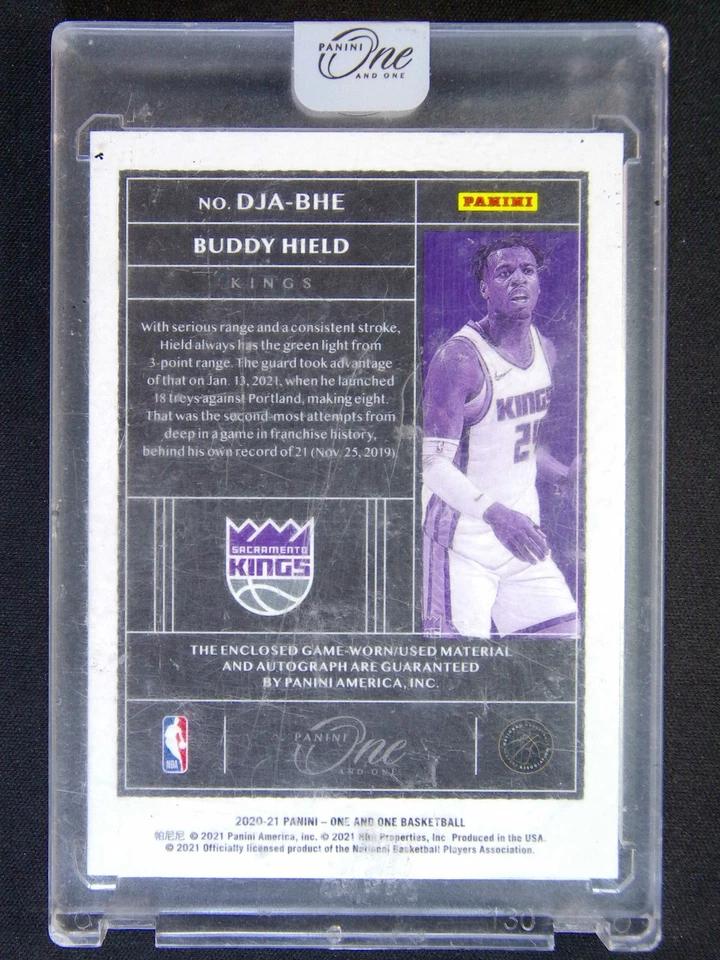 PANINI
One
AND ONE
NO. DJA-BHE
PANINI
BUDDY HIELD
KINGS
With serious range and a consistent stroke,
Hield always has the green light from
3-point range. The guard took advantage
of that on Jan. 13, 2021, when he launched
18 treys against Portland, making eight.
That was the second-most attempts from
deep in a game in franchise history,
behind his own record of 21 (Nov. 25, 2019).
KINGS
SACRAMENTO
KINGS
THE ENCLOSED GAME-WORN/USED MATERIAL
AND AUTOGRAPH ARE GUARANTEED
BY PANINI AMERICA, INC.
NBA
PANINI
One
AND ONE
2020-21 PANINI – ONE AND ONE BASKETBALL
帕尼尼 © 2021 Panini America, Inc. © 2021 NBA Properties, Inc Produced in the USA.
© 2021 Officially licensed product of the National Basketball Players Association.
130